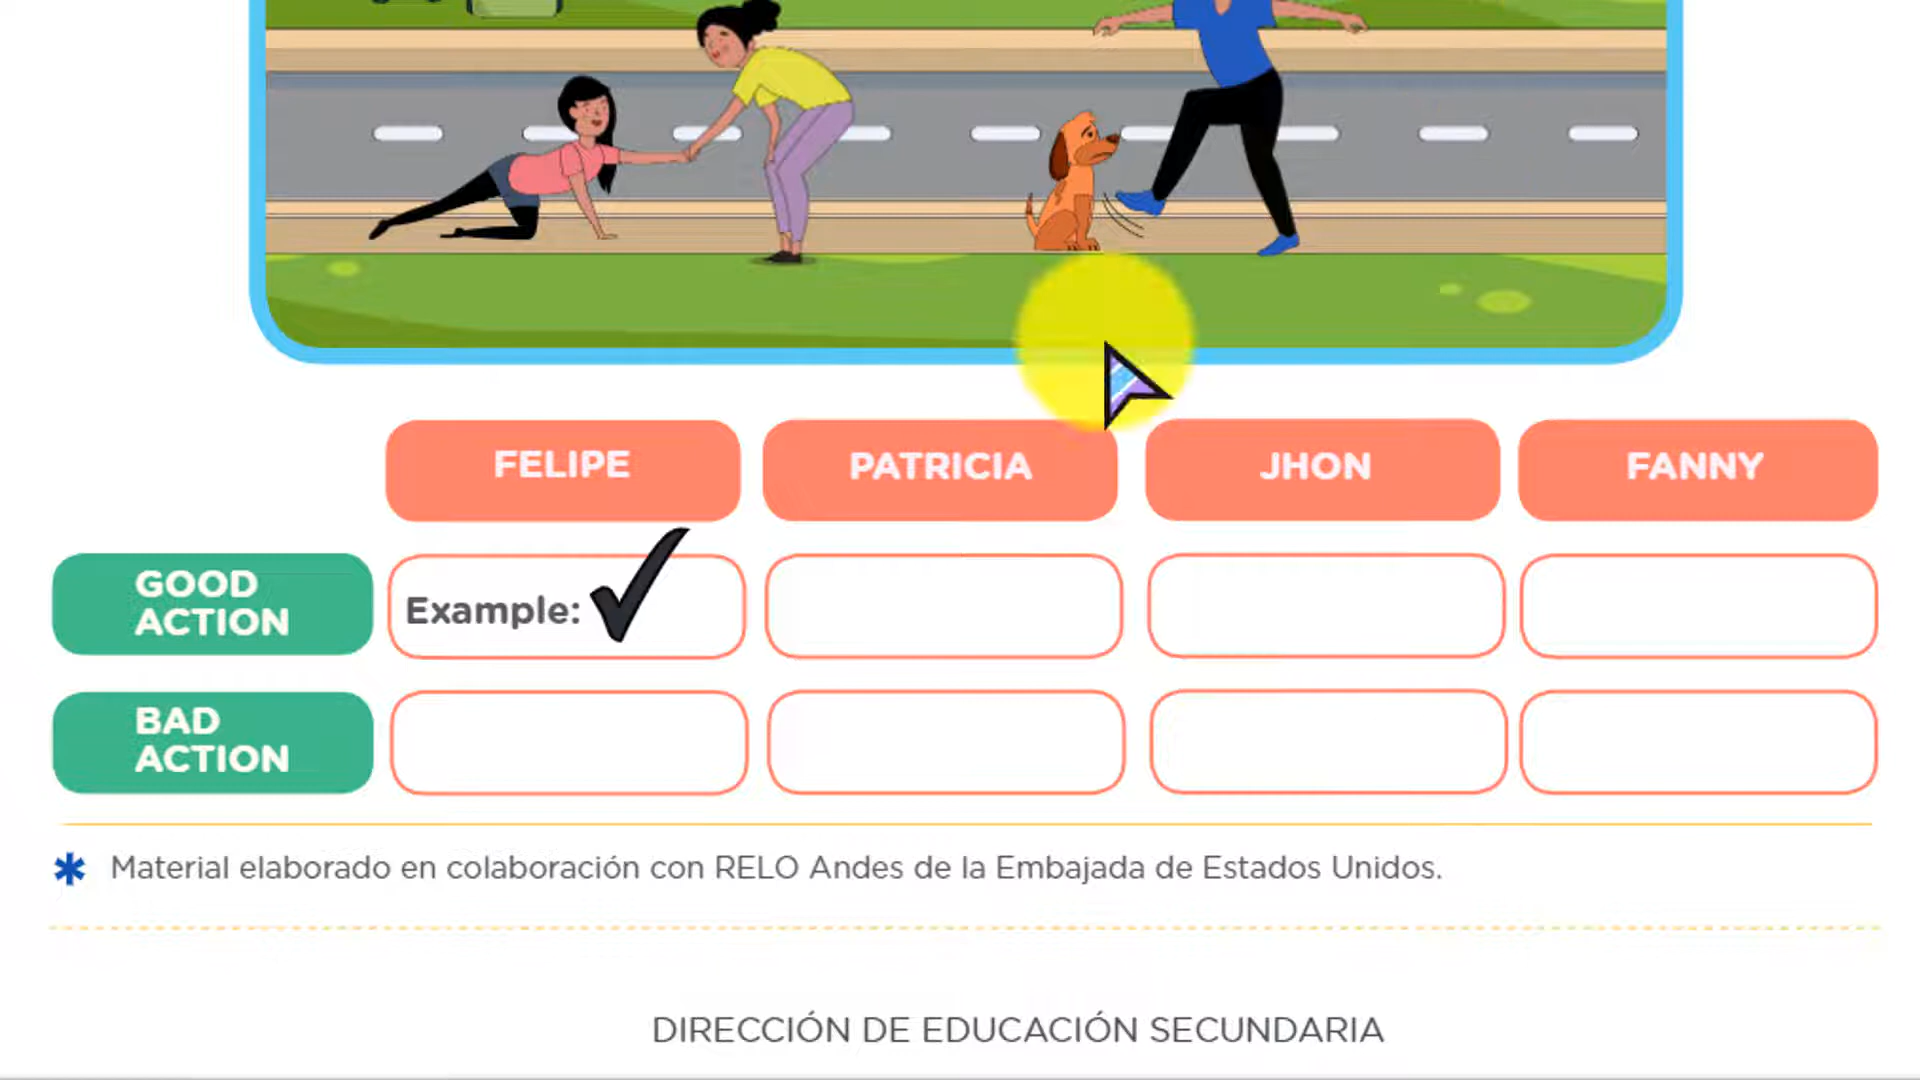 FELIPE PATRICIA JHON FANNY
GOOD
ACTION
Example:
BAD
ACTION
* Material elaborado en colaboración con RELO Andes de la Embajada de Estados Unidos.
DIRECCIÓN DE EDUCACIÓN SECUNDARIA